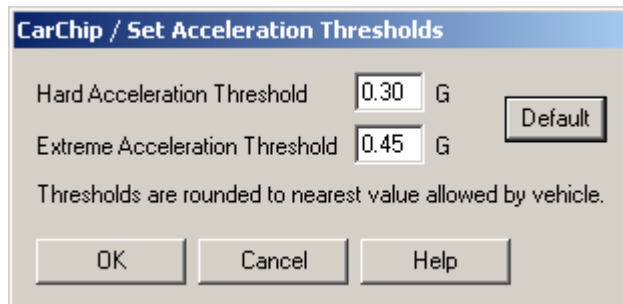 CarChip / Set Acceleration Thresholds
Hard Acceleration Threshold 0.30 G
Default
Extreme Acceleration Threshold 0.45 G
Thresholds are rounded to nearest value allowed by vehicle.
OK Cancel Help